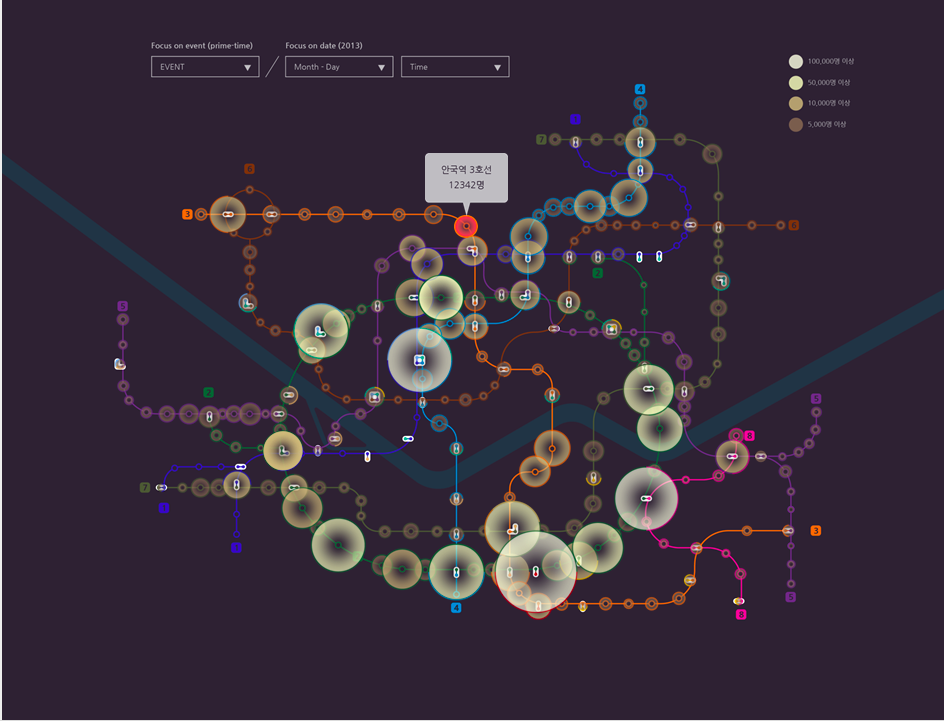 Focus on event (prime-time)
Focus on date (2013)
EVENT
Month - Day
Time
100,000명 이상
50,000명 이상
10,000명 이상
5,000명 이상
4
7
안국역 3호선
12342명
6
3
6
2
5
2
5
8
7
3
4
5
8